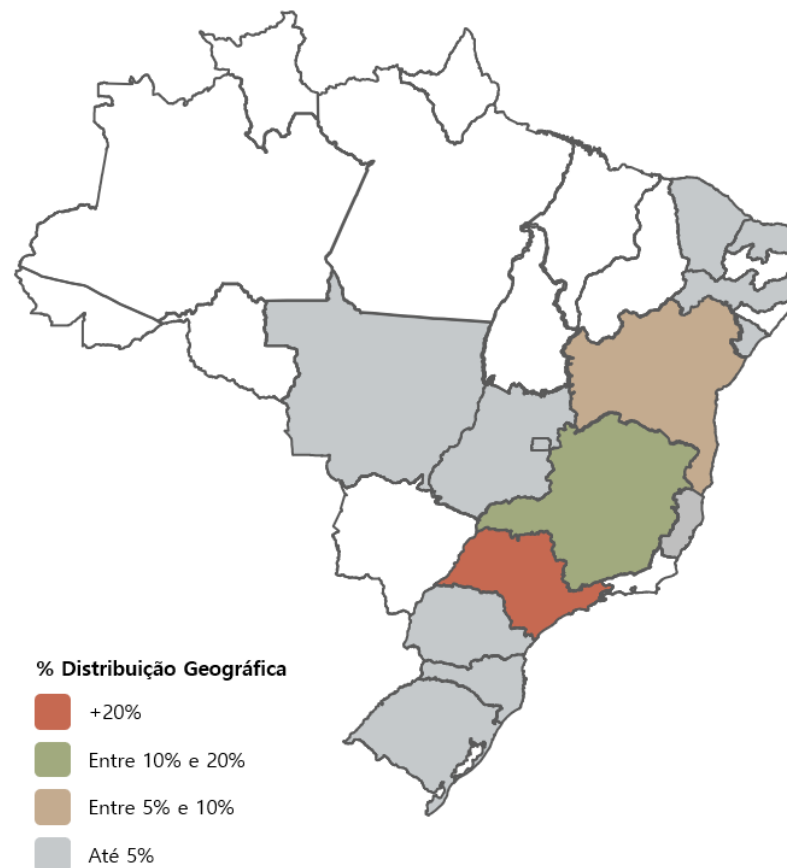 % Distribuição Geográfica
+20%
Entre 10% e 20%
Entre 5% e 10%
Até 5%